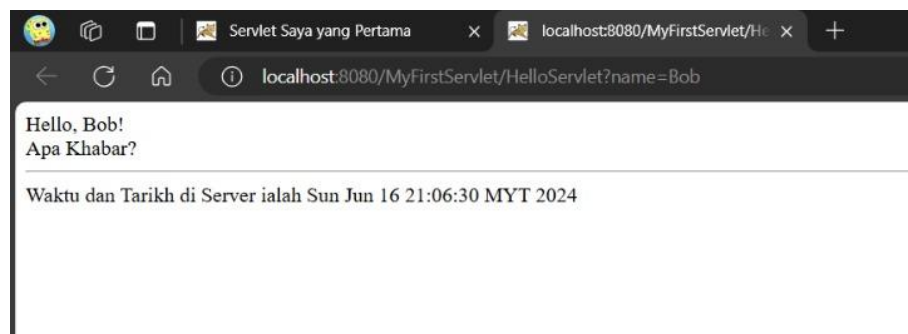 Servlet Saya yang Pertama
localhost:8080/MyFirstServlet/He
localhost:8080/MyFirstServlet/HelloServlet?name=Bob
Hello, Bob!
Apa Khabar?
Waktu dan Tarikh di Server ialah Sun Jun 16 21:06:30 MYT 2024